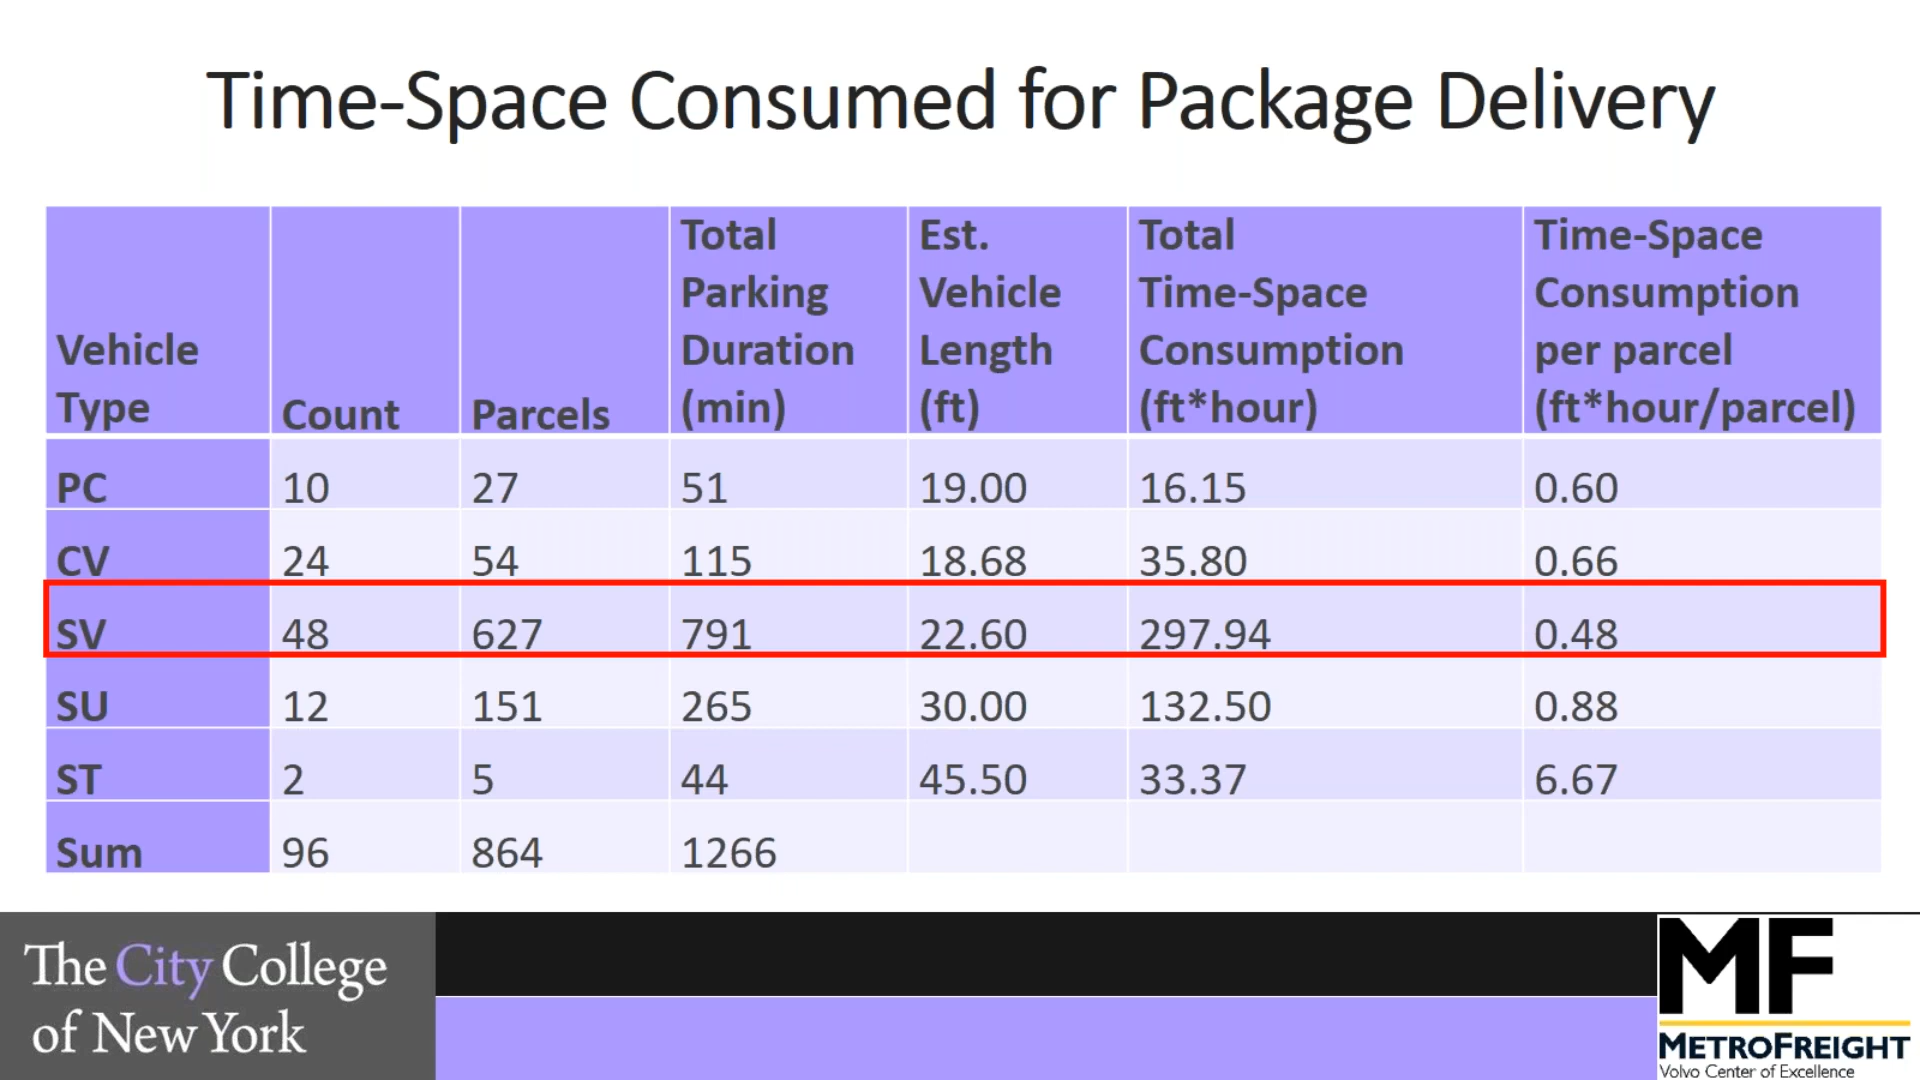 Time-Space Consumed for Package Delivery
Vehicle Type Count Parcels Total Parking Duration (min) Est. Vehicle Length (ft) Total Time-Space Consumption (ft*hour) Time-Space Consumption per parcel (ft*hour/parcel)
PC 10 27 51 19.00 16.15 0.60
CV 24 54 115 18.68 35.80 0.66
SV 48 627 791 22.60 297.94 0.48
SU 12 151 265 30.00 132.50 0.88
ST 2 5 44 45.50 33.37 6.67
Sum 96 864 1266
The City College
of New York
MF
METROFREIGHT
Volvo Center of Excellence